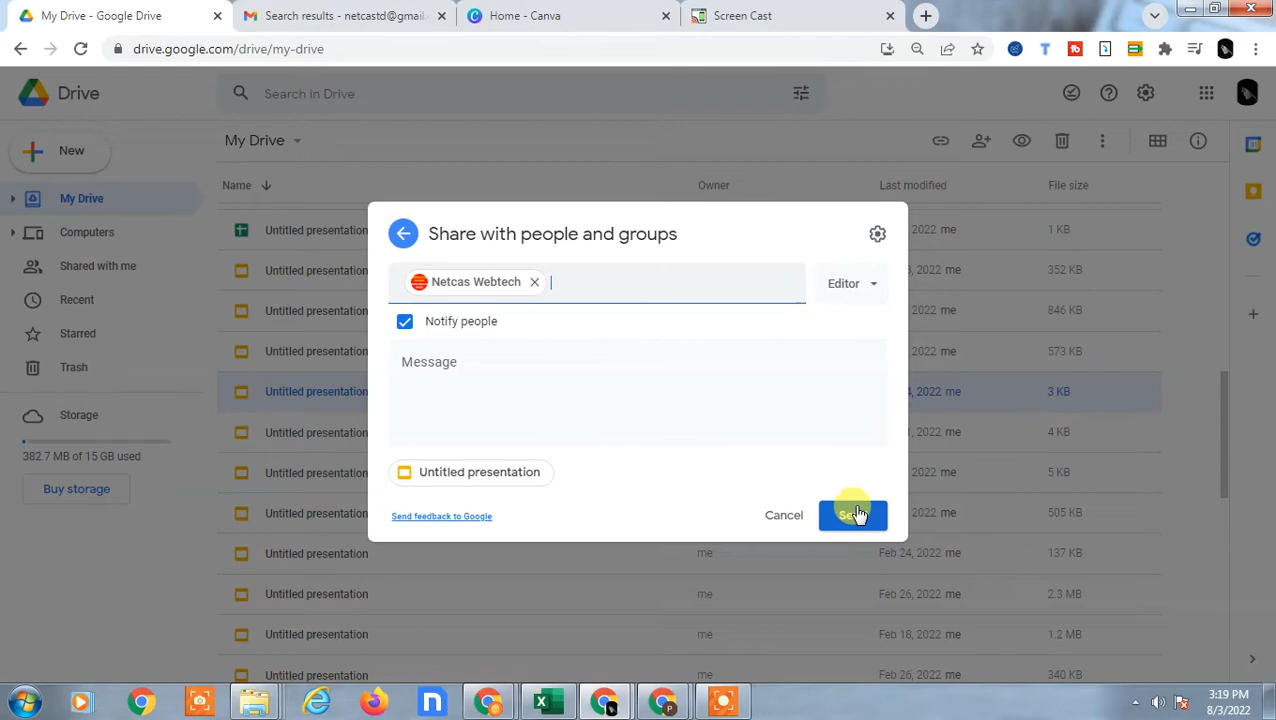 My Drive - Google Drive
Search results - netcastd@gmail.
Home - Canva
Screen Cast
drive.google.com/drive/my-drive
Drive
Search in Drive
New
My Drive
Name
Owner
Last modified
File size
My Drive
Computers
Shared with me
Recent
Starred
Trash
Storage
382.7 MB of 15 GB used
Buy storage
Untitled presentation
2022 me
1 KB
Untitled presentation
2022 me
352 KB
Untitled presentation
2022 me
846 KB
Untitled presentation
2022 me
573 KB
Untitled presentation
4, 2022 me
3 KB
Untitled presentation
2022 me
4 KB
Untitled presentation
2022 me
5 KB
Untitled presentation
2022 me
505 KB
Untitled presentation
me
Feb 24, 2022 me
137 KB
Untitled presentation
me
Feb 26, 2022 me
2.3 MB
Untitled presentation
me
Feb 18, 2022 me
1.2 MB
Untitled presentation
me
Feb 26, 2022 me
340 KB
Share with people and groups
Netcas Webtech
Editor
Notify people
Message
Untitled presentation
Send feedback to Google
Cancel
3:19 PM
8/3/2022